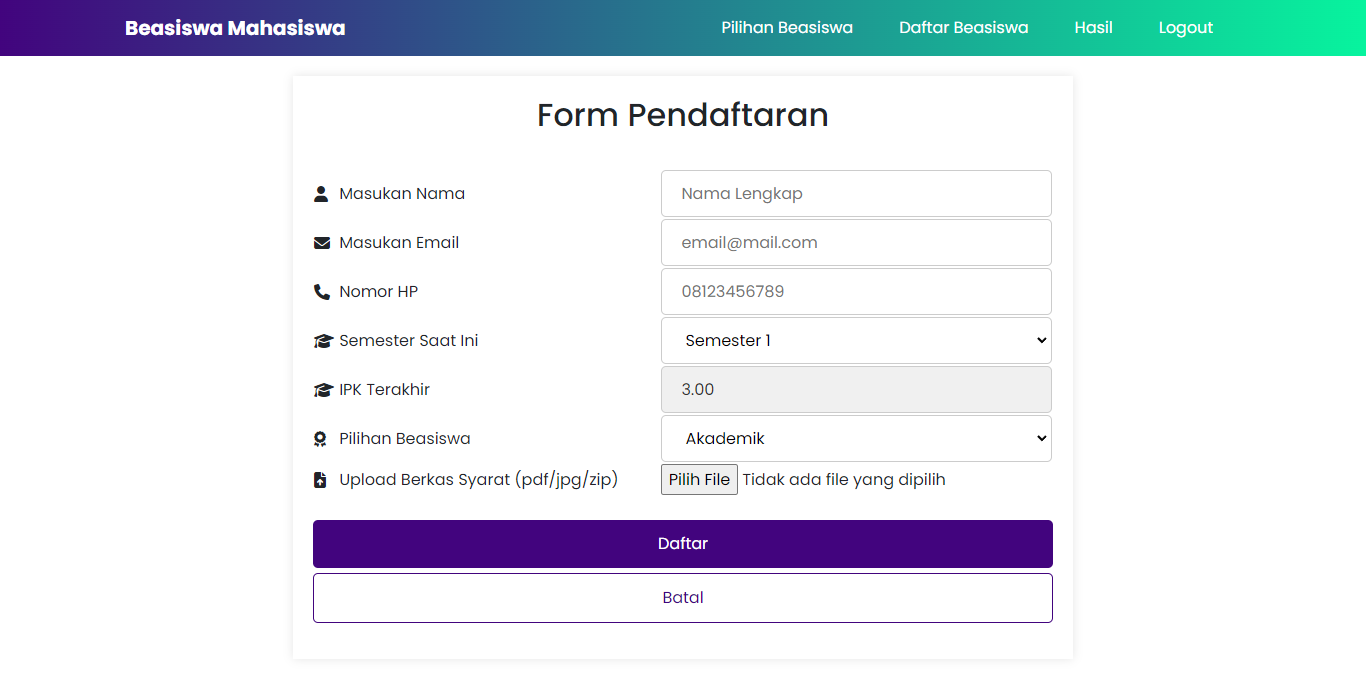 Beasiswa Mahasiswa Pilihan Beasiswa Daftar Beasiswa Hasil Logout
Form Pendaftaran
Masukan Nama Nama Lengkap
Masukan Email email@mail.com
Nomor HP 08123456789
Semester Saat Ini Semester 1
IPK Terakhir 3.00
Pilihan Beasiswa Akademik
Upload Berkas Syarat (pdf/jpg/zip) Pilih File Tidak ada file yang dipilih
Daftar
Batal